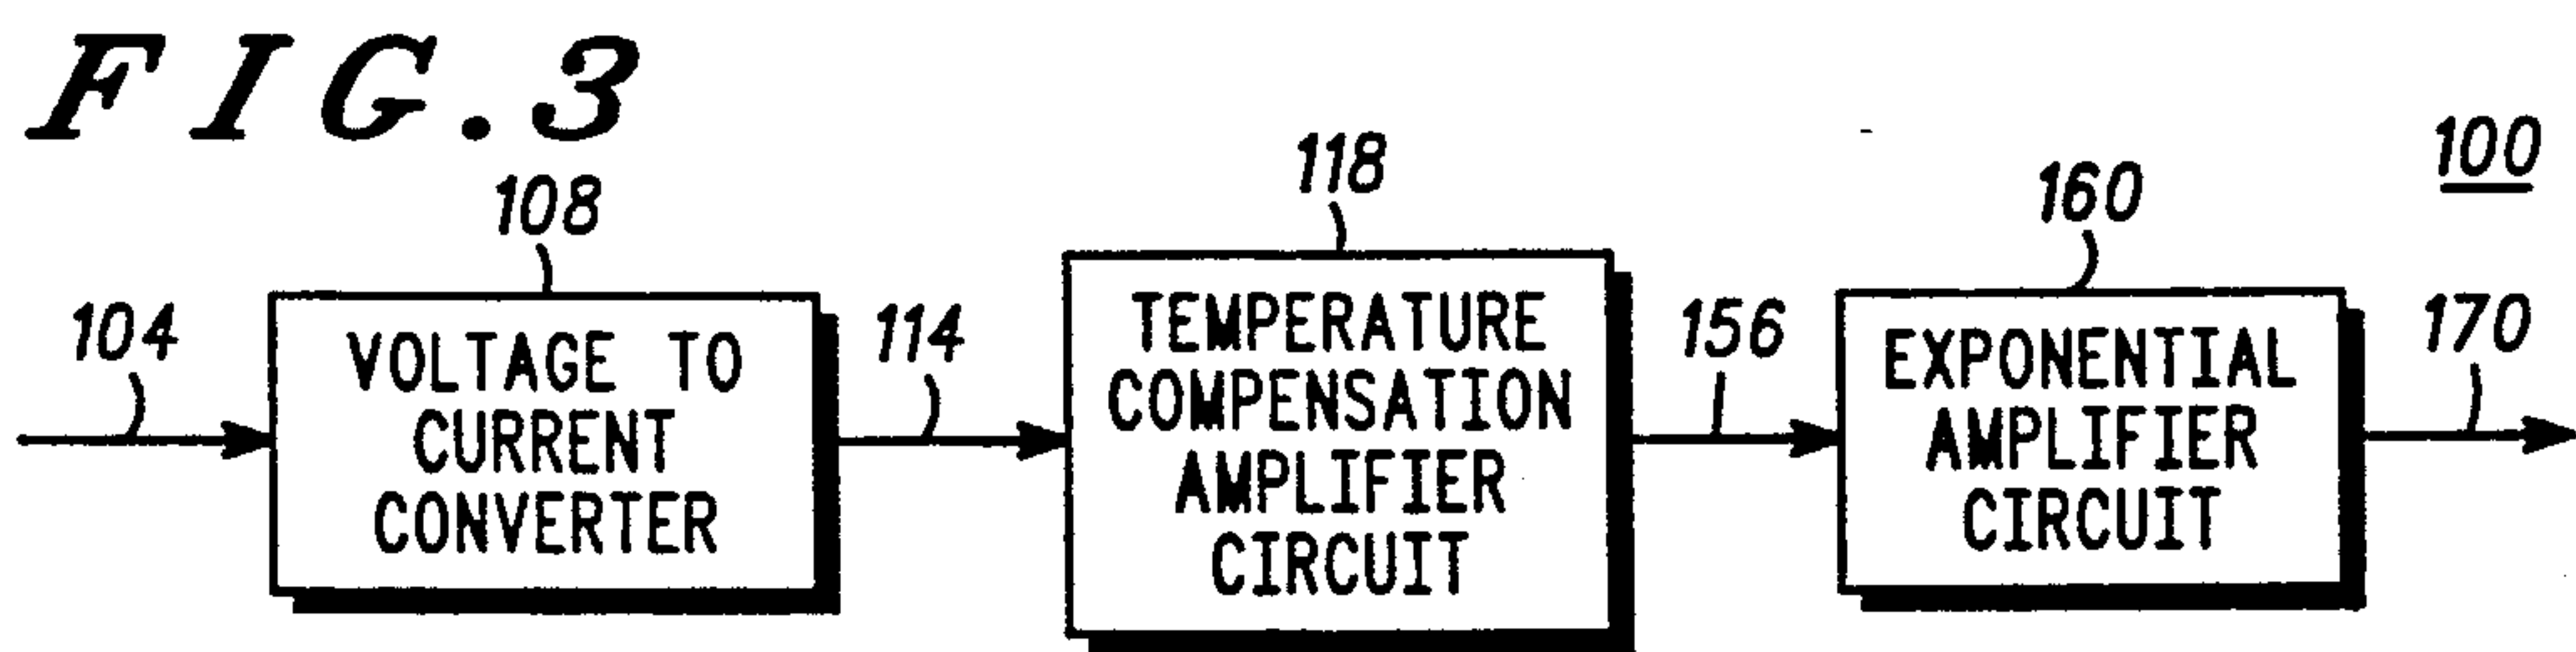 FIG.3
100
108
118
160
104
114
156
170
VOLTAGE TO
CURRENT
CONVERTER
TEMPERATURE
COMPENSATION
AMPLIFIER
CIRCUIT
EXPONENTIAL
AMPLIFIER
CIRCUIT